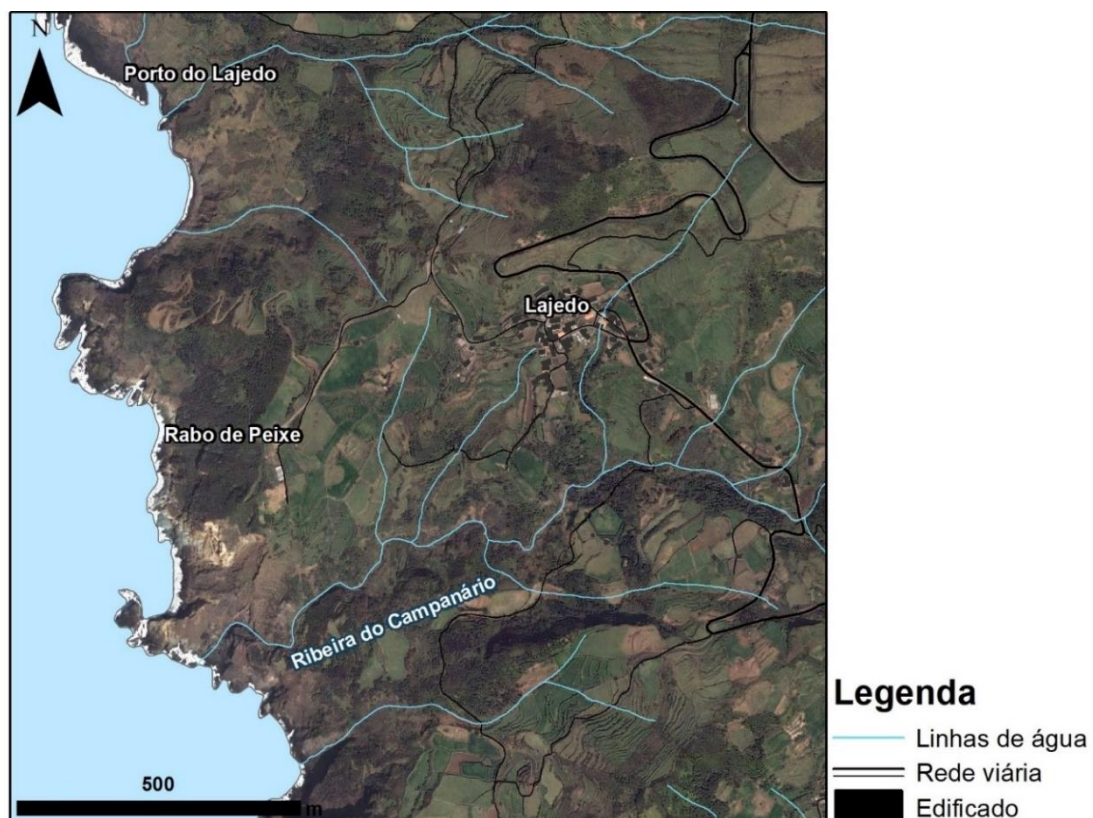 N
Porto do Lajedo
Lajedo
Rabo de Peixe
Ribeira do Campanário
500
m
Legenda
Linhas de água
Rede viária
Edificado